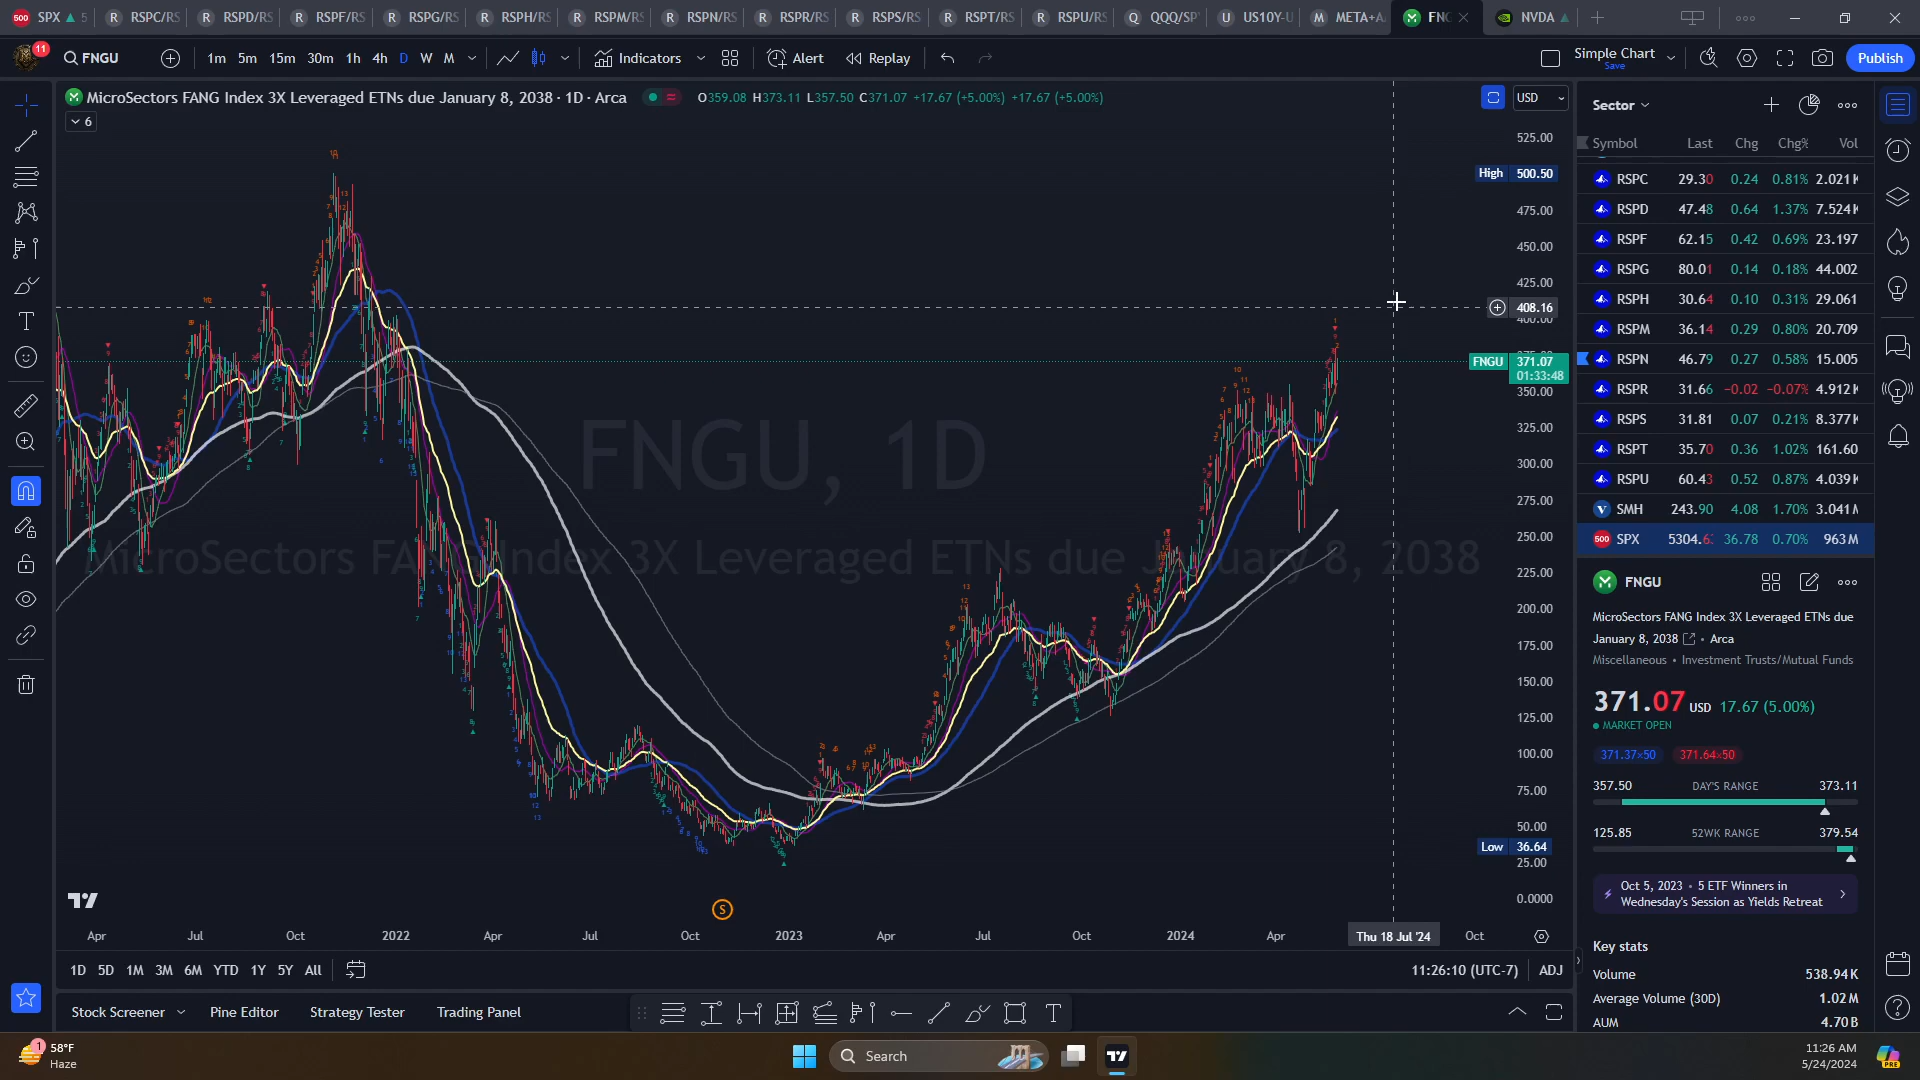 SPX ▲ 5
RSPC/RS
RSPD/RS
RSPF/RS
RSPG/RS
RSPH/RS
RSPM/RS
RSPN/RS
RSPR/RS
RSPS/RS
RSPT/RS
RSPU/RS
QQQ/SP
US10Y-U
META+A
NVDA ▲
11
FNGU
1m 5m 15m 30m 1h 4h D W M
Indicators
Alert
Replay
Simple Chart
Save
Publish
MicroSectors FANG Index 3X Leveraged ETNs due January 8, 2038 · 1D · Arca
O359.08 H373.11 L357.50 C371.07 +17.67 (+5.00%) +17.67 (+5.00%)
6
USD
FNGU, 1D
MicroSectors FANG Index 3X Leveraged ETNs due January 8, 2038
525.00
High 500.50
475.00
450.00
425.00
408.16
400.00
FNGU 371.07
01:33:48
350.00
325.00
300.00
275.00
250.00
225.00
200.00
175.00
150.00
125.00
100.00
75.00
50.00
Low 36.64
25.00
0.0000
S
Apr Jul Oct 2022 Apr Jul Oct 2023 Apr Jul Oct 2024 Apr Thu 18 Jul '24 Oct
1D 5D 1M 3M 6M YTD 1Y 5Y All
11:26:10 (UTC-7) ADJ
Stock Screener Pine Editor Strategy Tester Trading Panel
Sector
Symbol Last Chg Chg% Vol
RSPC 29.30 0.24 0.81% 2.021K
RSPD 47.48 0.64 1.37% 7.524K
RSPF 62.15 0.42 0.69% 23.197
RSPG 80.01 0.14 0.18% 44.002
RSPH 30.64 0.10 0.31% 29.061
RSPM 36.14 0.29 0.80% 20.709
RSPN 46.79 0.27 0.58% 15.005
RSPR 31.66 −0.02 −0.07% 4.912K
RSPS 31.81 0.07 0.21% 8.377K
RSPT 35.70 0.36 1.02% 161.60
RSPU 60.43 0.52 0.87% 4.039K
SMH 243.90 4.08 1.70% 3.041M
SPX 5304.63 36.78 0.70% 963M
FNGU
MicroSectors FANG Index 3X Leveraged ETNs due
January 8, 2038 • Arca
Miscellaneous • Investment Trusts/Mutual Funds
371.07 USD 17.67 (5.00%)
MARKET OPEN
371.37×50 371.64×50
357.50 DAY'S RANGE 373.11
125.85 52WK RANGE 379.54
Oct 5, 2023 • 5 ETF Winners in
Wednesday's Session as Yields Retreat
Key stats
Volume 538.94K
Average Volume (30D) 1.02M
AUM 4.70B
1
58°F
Haze
Search
11:26 AM
5/24/2024
PRE